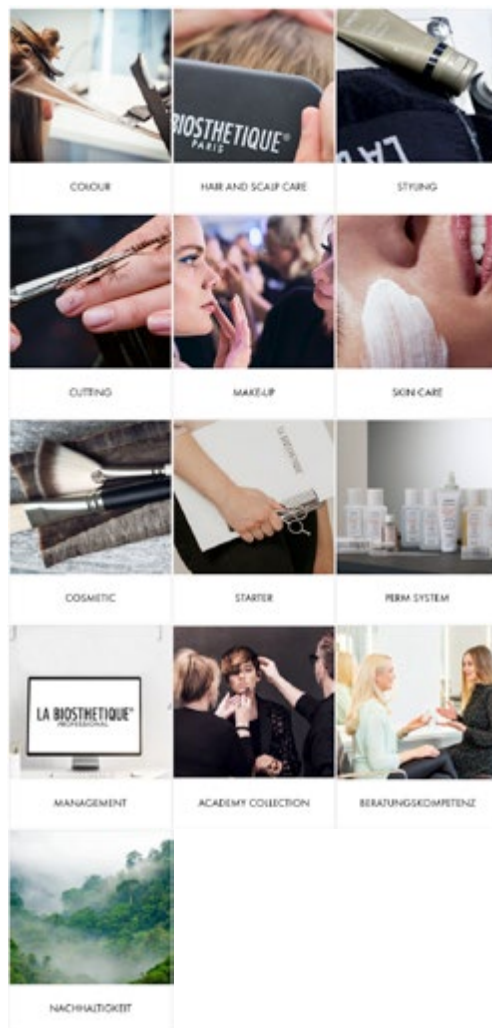 BIOSTHETIQUE®
PARIS
LA
COLOUR
HAIR AND SCALP CARE
STYLING
CUTTING
MAKE-UP
SKIN CARE
COSMETIC
STARTER
PERM SYSTEM
LA BIOSTHETIQUE®
PROFESSIONAL
MANAGEMENT
ACADEMY COLLECTION
BERATUNGSKOMPETENZ
NACHHALTIGKEIT